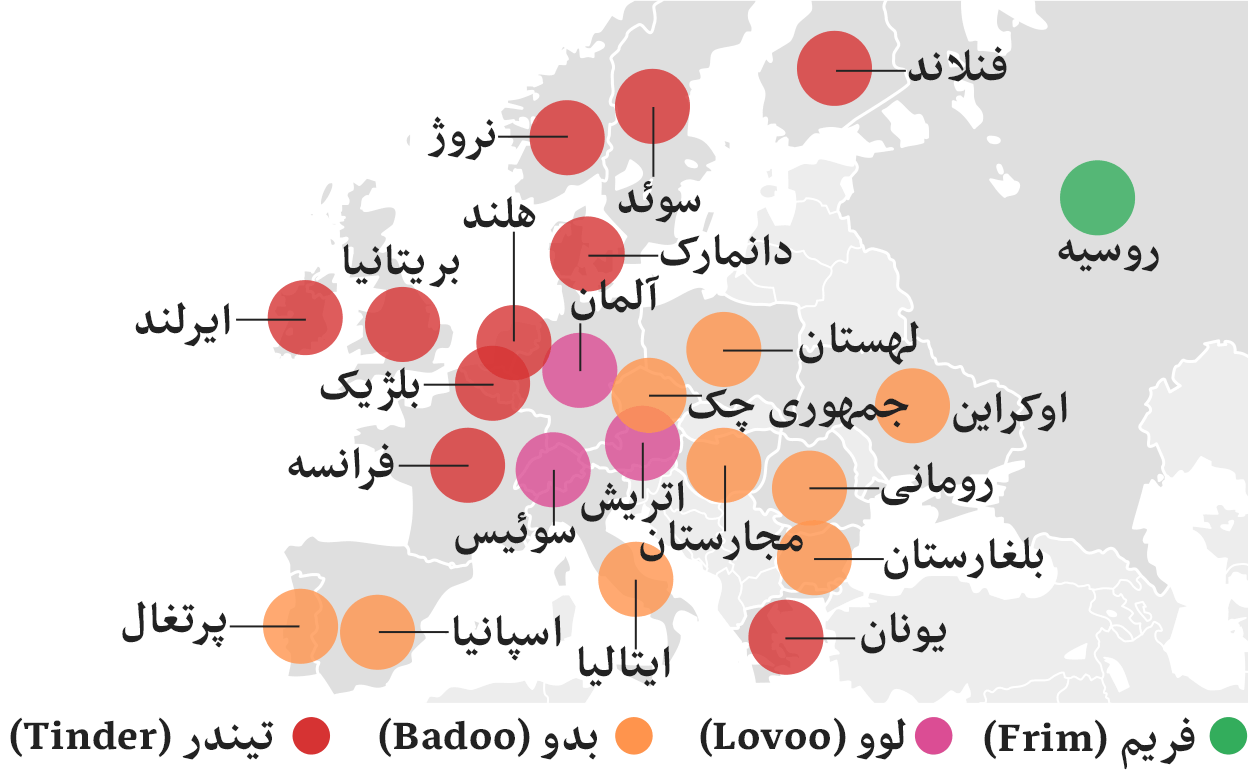 فنلاند
نروژ
سوئد
هلند
دانمارک
روسیه
بریتانیا
آلمان
ایرلند
لهستان
بلژیک
جمهوری چک
اوکراین
فرانسه
رومانی
اتریش
سوئیس
مجارستان
بلغارستان
پرتغال
اسپانیا
یونان
ایتالیا
فریم (Frim) لوو (Lovoo) بدو (Badoo) تیندر (Tinder)